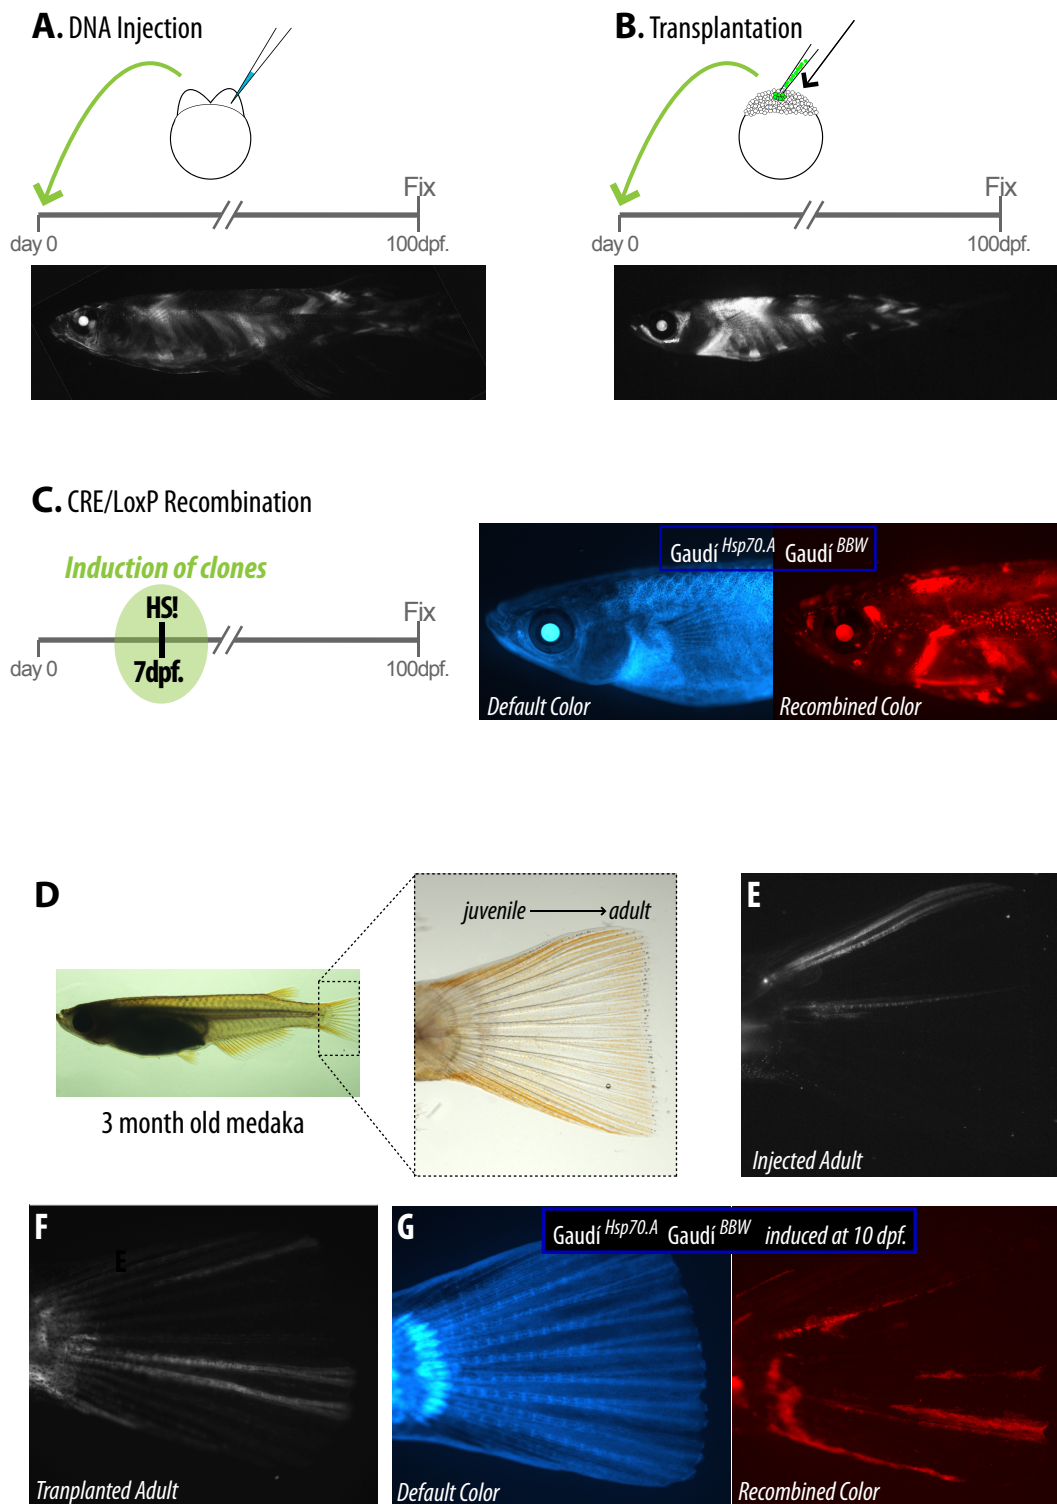 A. DNA Injection
Fix
day 0
100dpf.
B. Transplantation
Fix
day 0
100dpf.
C. CRE/LoxP Recombination
Induction of clones
HS!
7dpf.
Fix
day 0
100dpf.
Gaudí Hsp70.A Gaudí BBW
Default Color
Recombined Color
D
3 month old medaka
juvenile adult
E
Injected Adult
F
E
Tranplanted Adult
G
Gaudí Hsp70.A Gaudí BBW induced at 10 dpf.
Default Color
Recombined Color